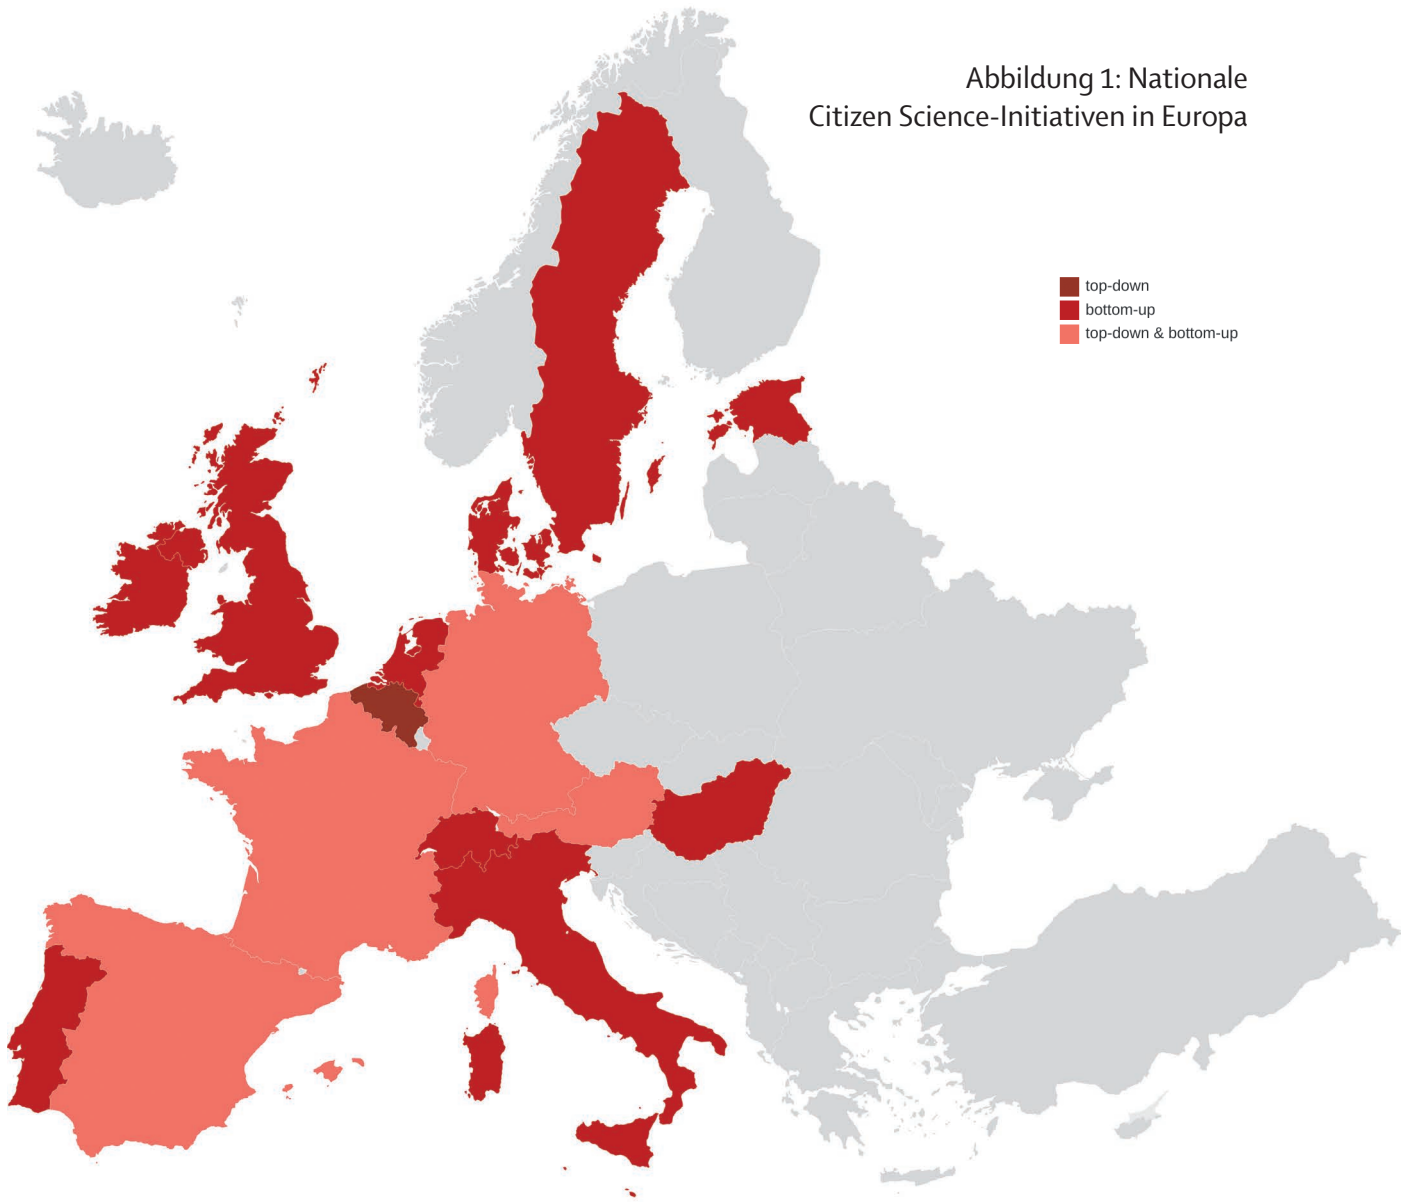 Abbildung 1: Nationale
Citizen Science-Initiativen in Europa
top-down
bottom-up
top-down & bottom-up